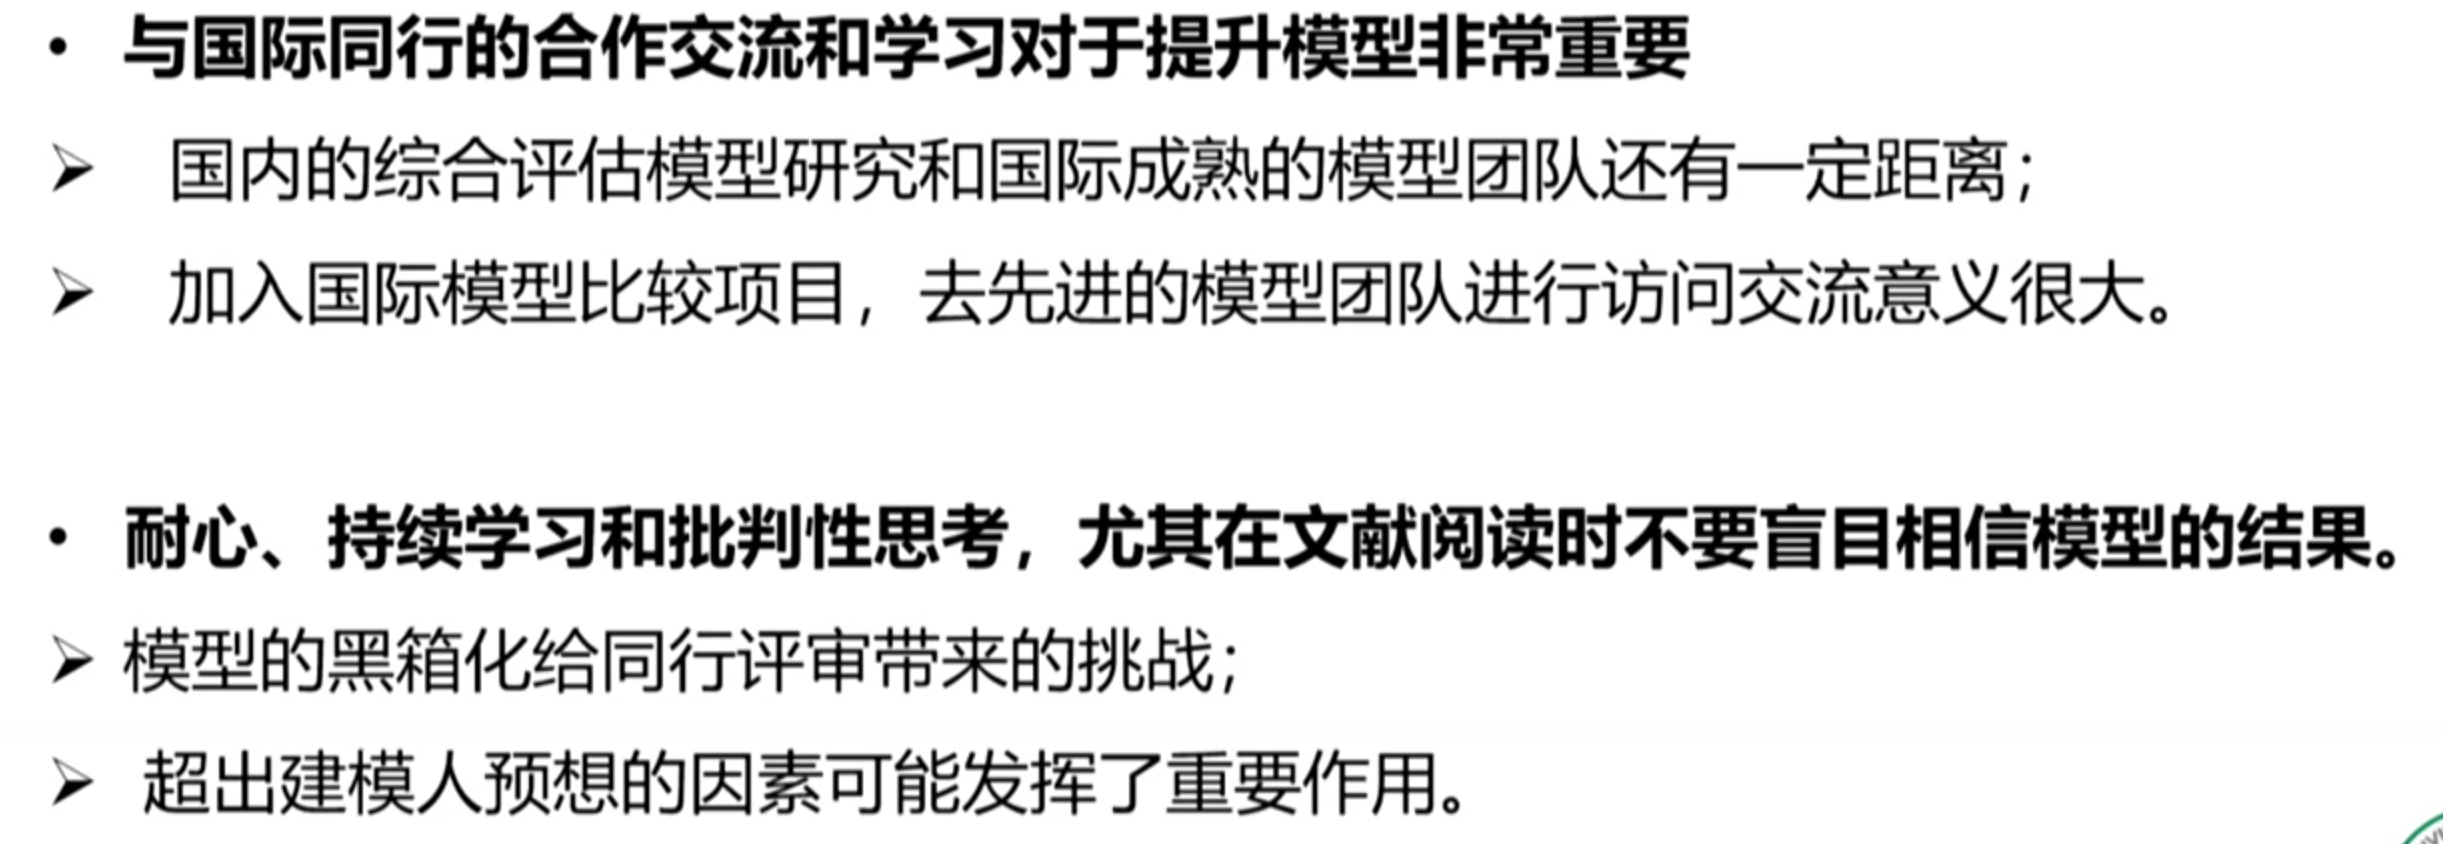 • 与国际同行的合作交流和学习对于提升模型非常重要
➢ 国内的综合评估模型研究和国际成熟的模型团队还有一定距离；
➢ 加入国际模型比较项目，去先进的模型团队进行访问交流意义很大。
• 耐心、持续学习和批判性思考，尤其在文献阅读时不要盲目相信模型的结果。
➢ 模型的黑箱化给同行评审带来的挑战；
➢ 超出建模人预想的因素可能发挥了重要作用。